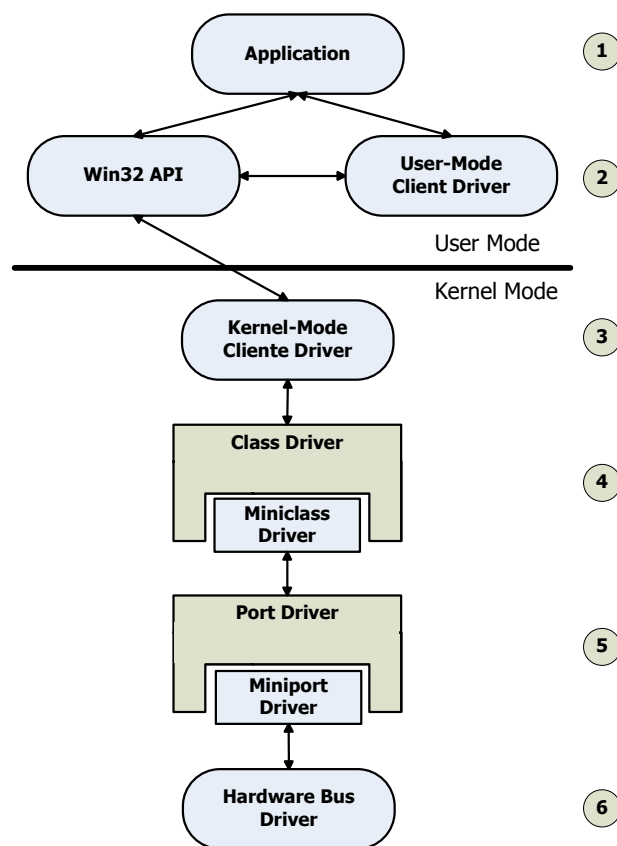 Application
1
Win32 API
User-Mode
Client Driver
2
User Mode
Kernel Mode
Kernel-Mode
Cliente Driver
3
Class Driver
4
Miniclass
Driver
Port Driver
5
Miniport
Driver
Hardware Bus
Driver
6